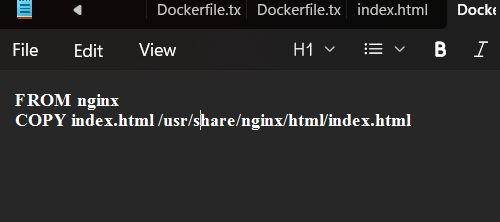 Dockerfile.tx Dockerfile.tx index.html Docke
File Edit View H1 B I
FROM nginx
COPY index.html /usr/share/nginx/html/index.html